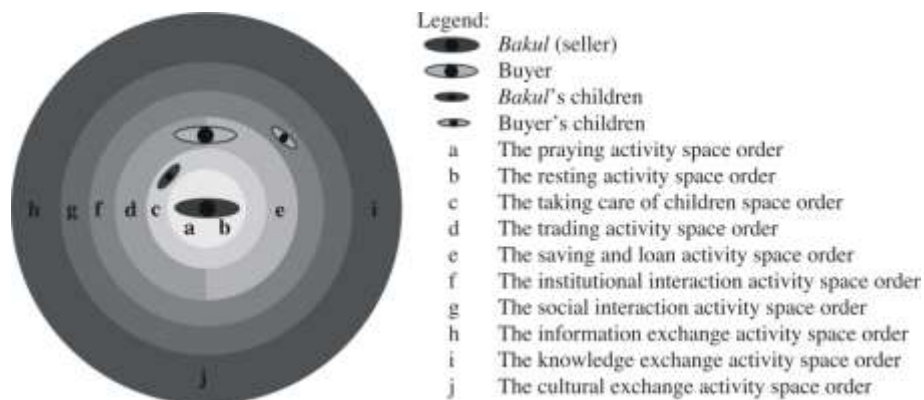 Legend:
Bakul (seller)
Buyer
Bakul's children
Buyer's children
a The praying activity space order
b The resting activity space order
c The taking care of children space order
d The trading activity space order
e The saving and loan activity space order
f The institutional interaction activity space order
g The social interaction activity space order
h The information exchange activity space order
i The knowledge exchange activity space order
j The cultural exchange activity space order
h g f d c e i
a b
j